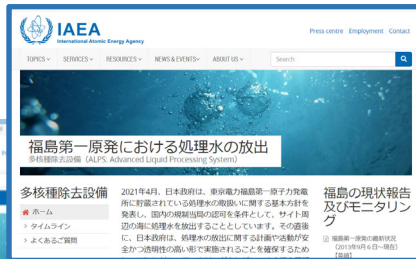 IAEA
International Atomic Energy Agency
Press centre Employment Contact
TOPICS SERVICES RESOURCES NEWS & EVENTS ABOUT US Search
福島第一原発における処理水の放出
多核種除去設備（ALPS: Advanced Liquid Processing System）
多核種除去設備
ホーム
> タイムライン
> よくあるご質問
2021年4月、日本政府は、東京電力福島第一原子力発電
所に貯蔵されている処理水の取扱いに関する基本方針を
発表し、国内の規制当局の認可を条件として、サイト周
辺の海に処理水を放出することとしています。その直後
に、日本政府は、処理水の放出に関する計画や活動が安
全かつ透明性の高い形で実施されることを確保するため
福島の現状報告
及びモニタリン
グ
福島第一原発の最新状況
（2013年9月6日～現在）
【英語】